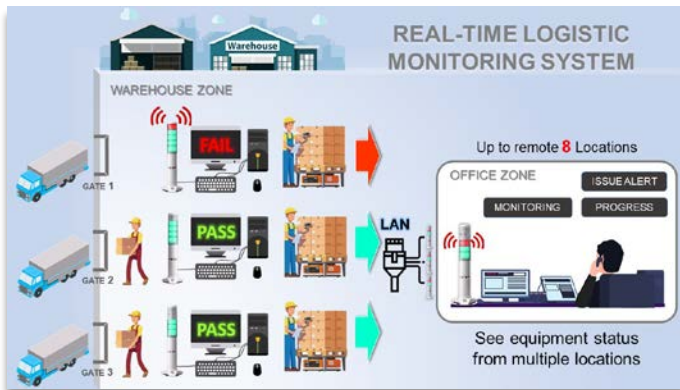 REAL-TIME LOGISTIC
MONITORING SYSTEM
Warehouse
WAREHOUSE ZONE
FAIL
GATE 1
PASS
GATE 2
PASS
GATE 3
LAN
Up to remote 8 Locations
OFFICE ZONE
ISSUE ALERT
MONITORING
PROGRESS
See equipment status
from multiple locations